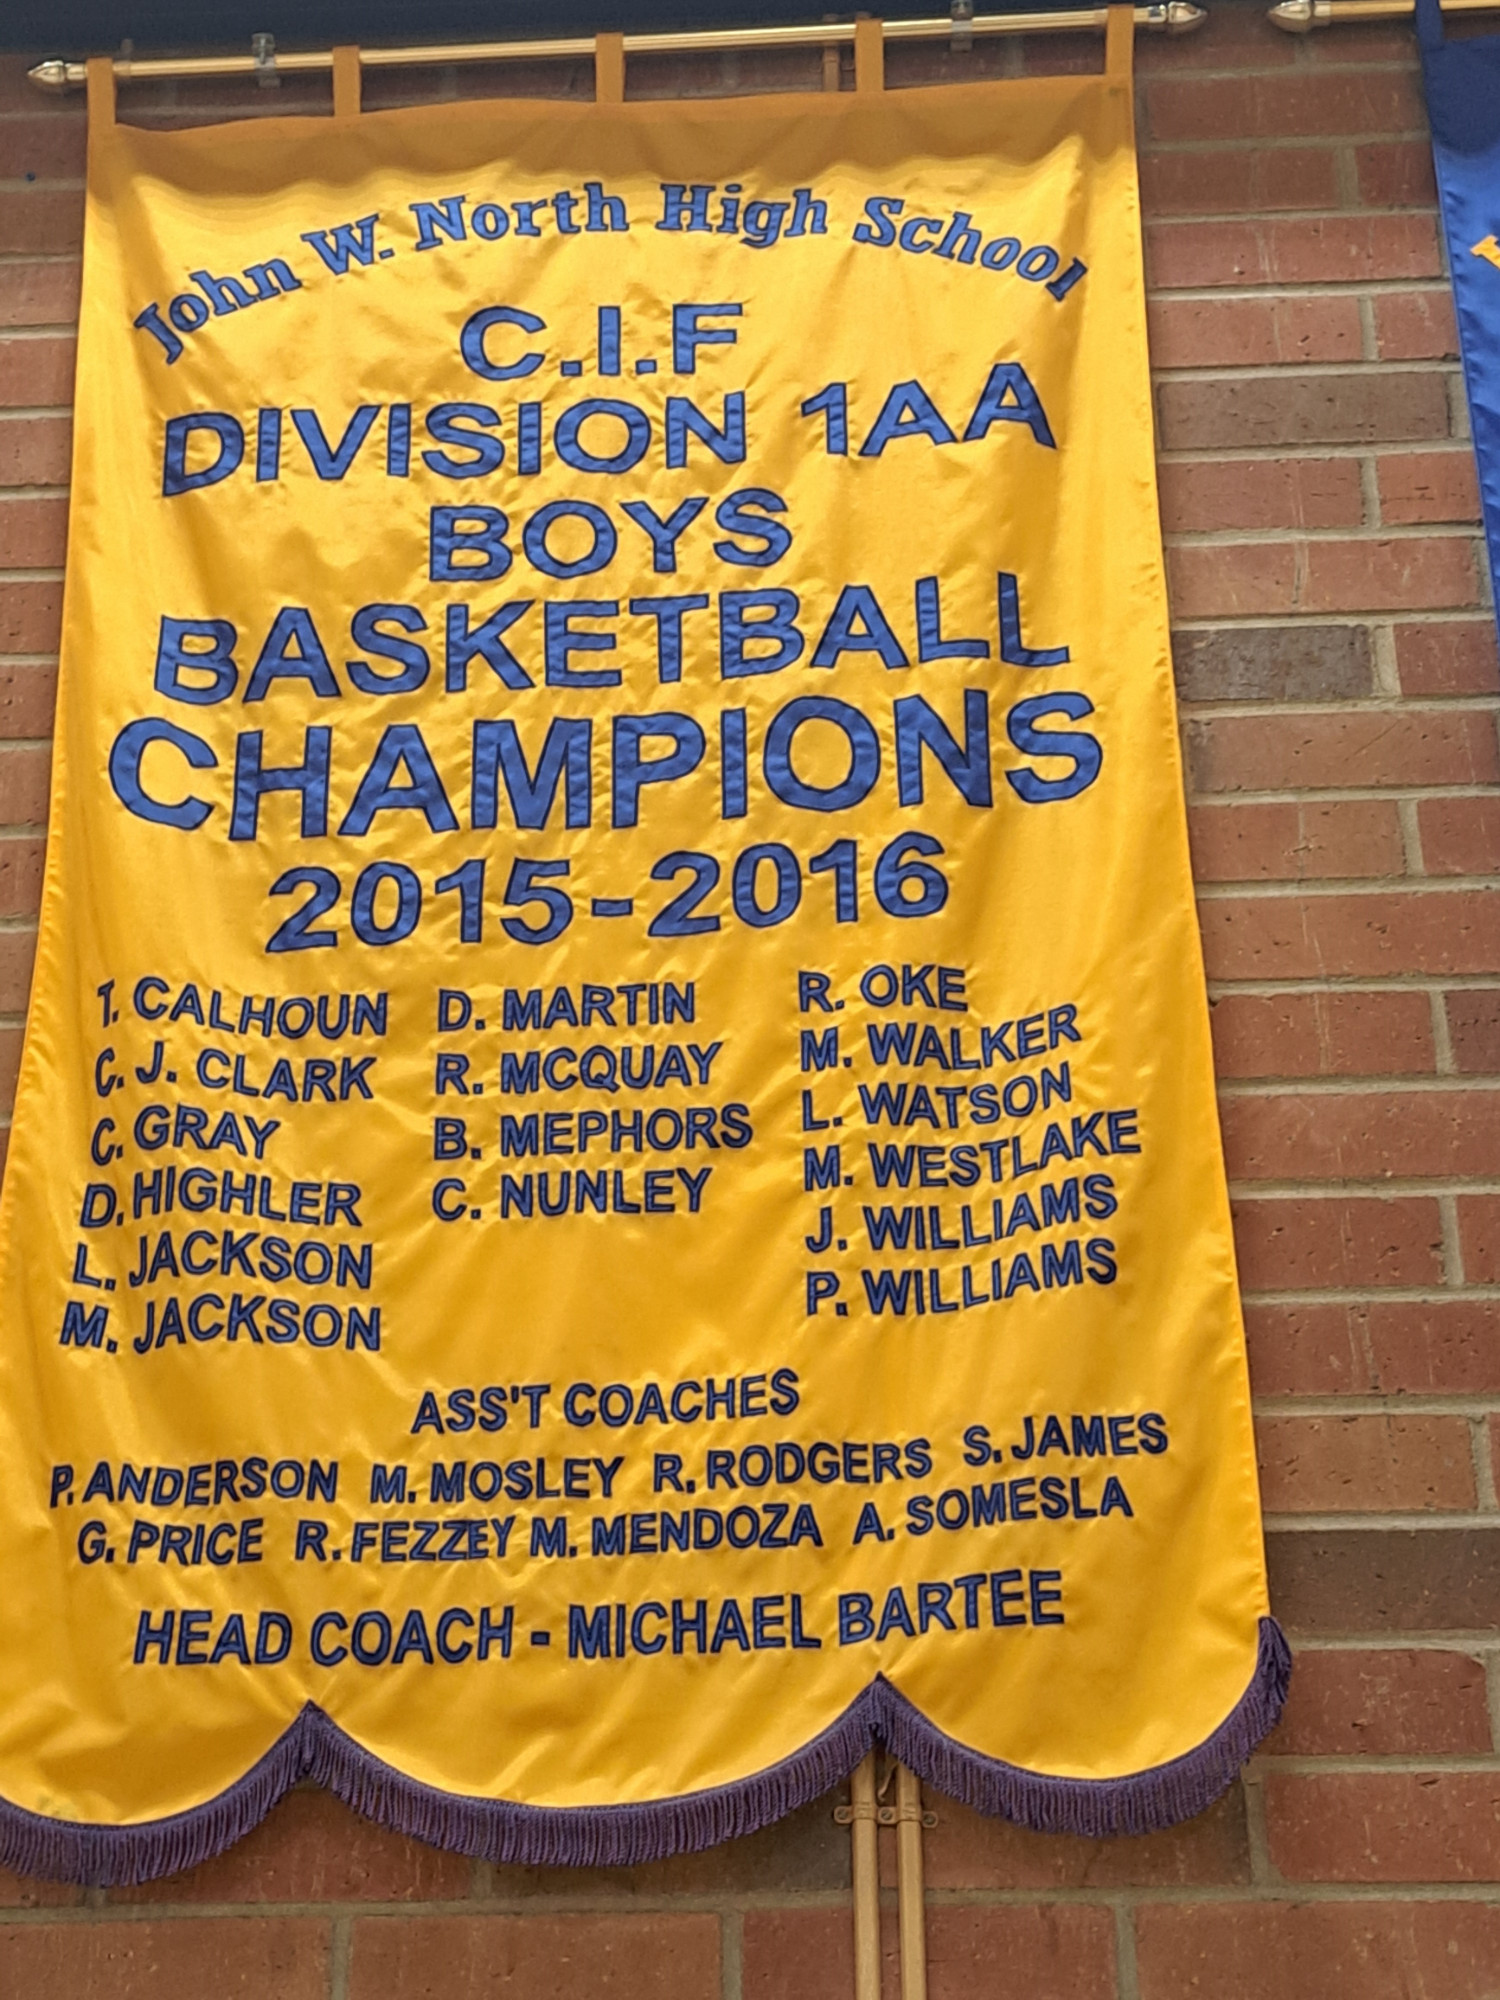 John W. North High School
C.I.F
DIVISION 1AA
BOYS
BASKETBALL
CHAMPIONS
2015-2016
T. CALHOUN
C. J. CLARK
C. GRAY
D. HIGHLER
L. JACKSON
M. JACKSON
D. MARTIN
R. MCQUAY
B. MEPHORS
C. NUNLEY
R. OKE
M. WALKER
L. WATSON
M. WESTLAKE
J. WILLIAMS
P. WILLIAMS
ASS'T COACHES
P. ANDERSON M. MOSLEY R. RODGERS S. JAMES
G. PRICE R. FEZZEY M. MENDOZA A. SOMESLA
HEAD COACH - MICHAEL BARTEE